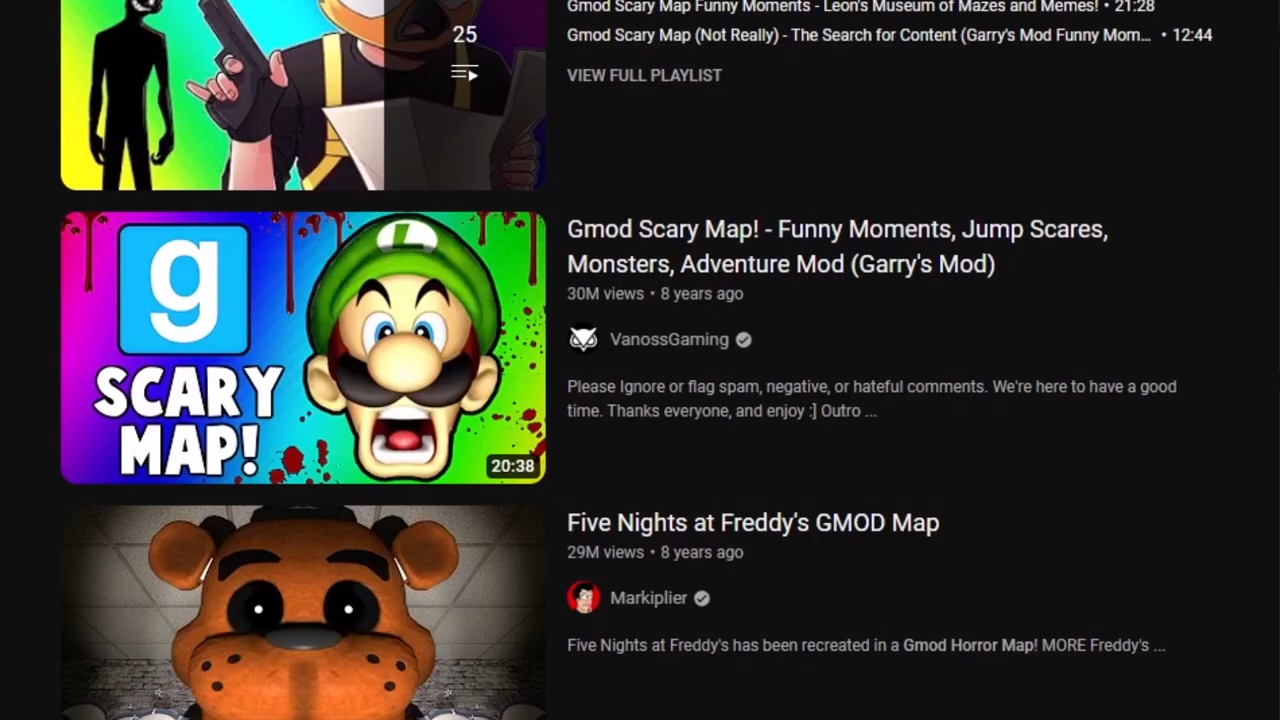 Gmod Scary Map Funny Moments - Leon's Museum of Mazes and Memes! • 21:28
25
Gmod Scary Map (Not Really) - The Search for Content (Garry's Mod Funny Mom... • 12:44
VIEW FULL PLAYLIST
g
SCARY
MAP!
L
20:38
Gmod Scary Map! - Funny Moments, Jump Scares,
Monsters, Adventure Mod (Garry's Mod)
30M views • 8 years ago
VanossGaming
Please Ignore or flag spam, negative, or hateful comments. We're here to have a good
time. Thanks everyone, and enjoy :] Outro ...
Five Nights at Freddy's GMOD Map
29M views • 8 years ago
Markiplier
Five Nights at Freddy's has been recreated in a Gmod Horror Map! MORE Freddy's ...